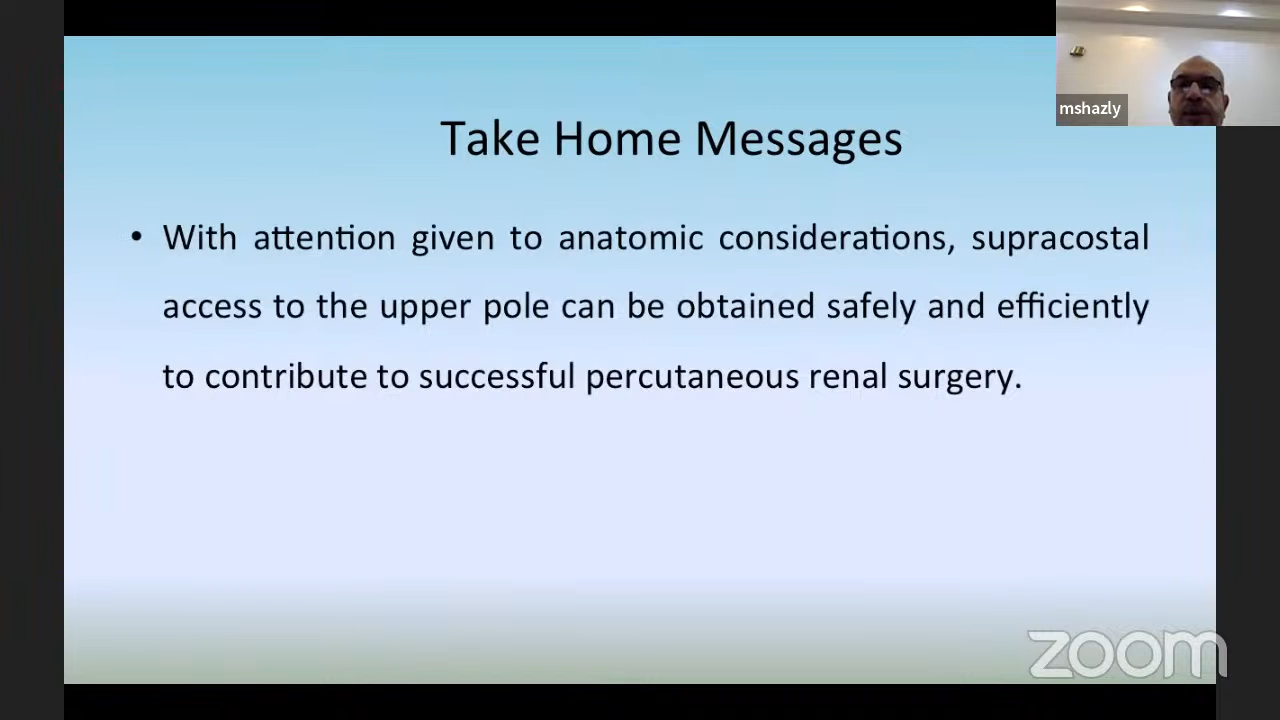 mshazly
Take Home Messages
• With attention given to anatomic considerations, supracostal
access to the upper pole can be obtained safely and efficiently
to contribute to successful percutaneous renal surgery.
zoom